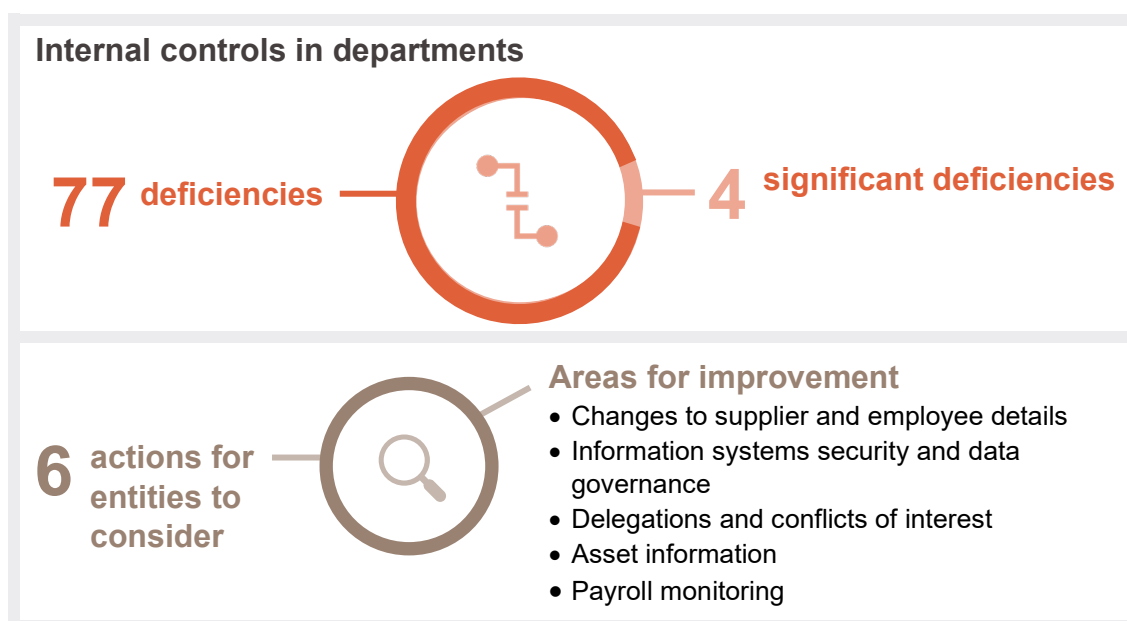 Internal controls in departments
77 deficiencies
4 significant deficiencies
6 actions for
entities to
consider
Areas for improvement
• Changes to supplier and employee details
• Information systems security and data
governance
• Delegations and conflicts of interest
• Asset information
• Payroll monitoring